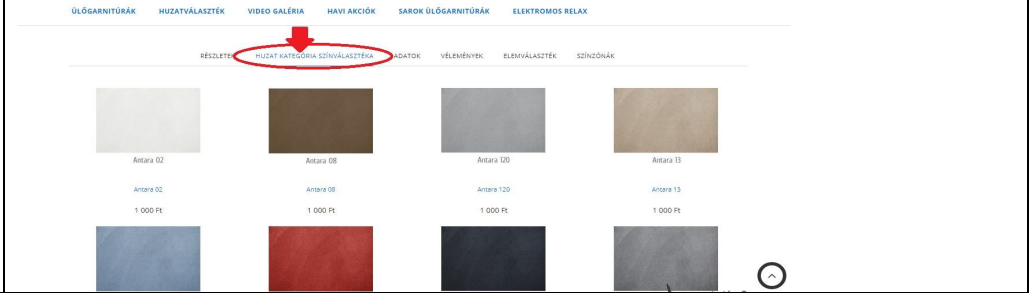 ÜLŐGARNITÚRÁK HUZATVÁLASZTÉK VIDEO GALÉRIA HAVI AKCIÓK SAROK ÜLŐGARNITÚRÁK ELEKTROMOS RELAX
RÉSZLETEK HUZAT KATEGÓRIA SZÍNVÁLASZTÉKA ADATOK VÉLEMÉNYEK ELEMVÁLASZTÉK SZÍNZÓNÁK
Antara 02 Antara 08 Antara 120 Antara 13
Antara 02 Antara 08 Antara 120 Antara 13
1 000 Ft 1 000 Ft 1 000 Ft 1 000 Ft